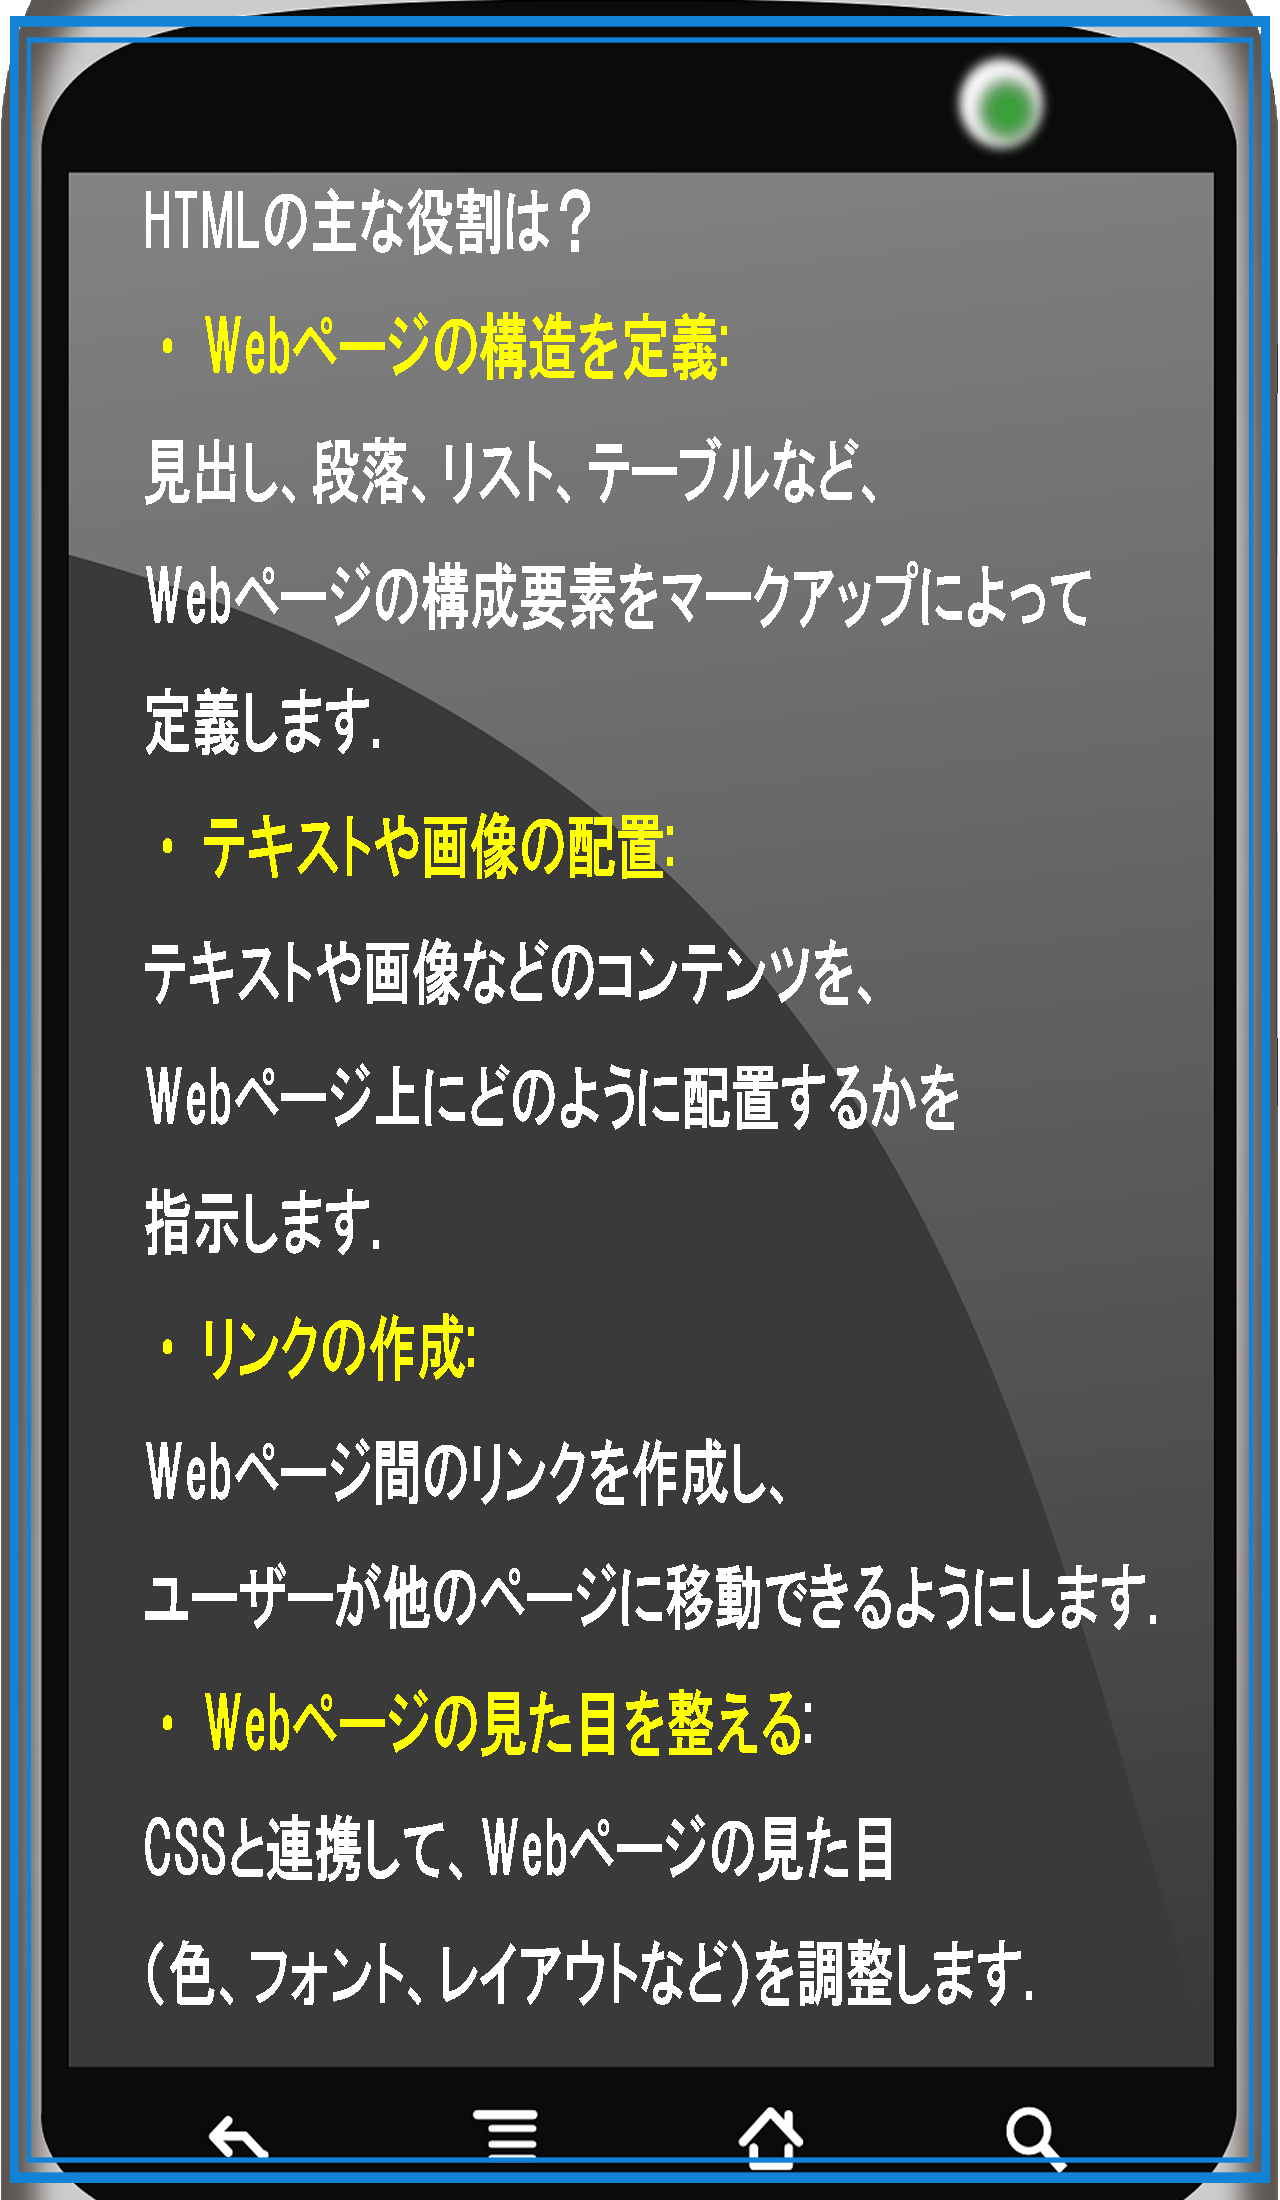 HTMLの主な役割は?
・ Webページの構造を定義:
見出し、段落、リスト、テーブルなど、
Webページの構成要素をマークアップによって
定義します.
・ テキストや画像の配置:
テキストや画像などのコンテンツを、
Webページ上にどのように配置するかを
指示します.
・ リンクの作成:
Webページ間のリンクを作成し、
ユーザーが他のページに移動できるようにします.
・ Webページの見た目を整える:
CSSと連携して、Webページの見た目
(色、フォント、レイアウトなど)を調整します.